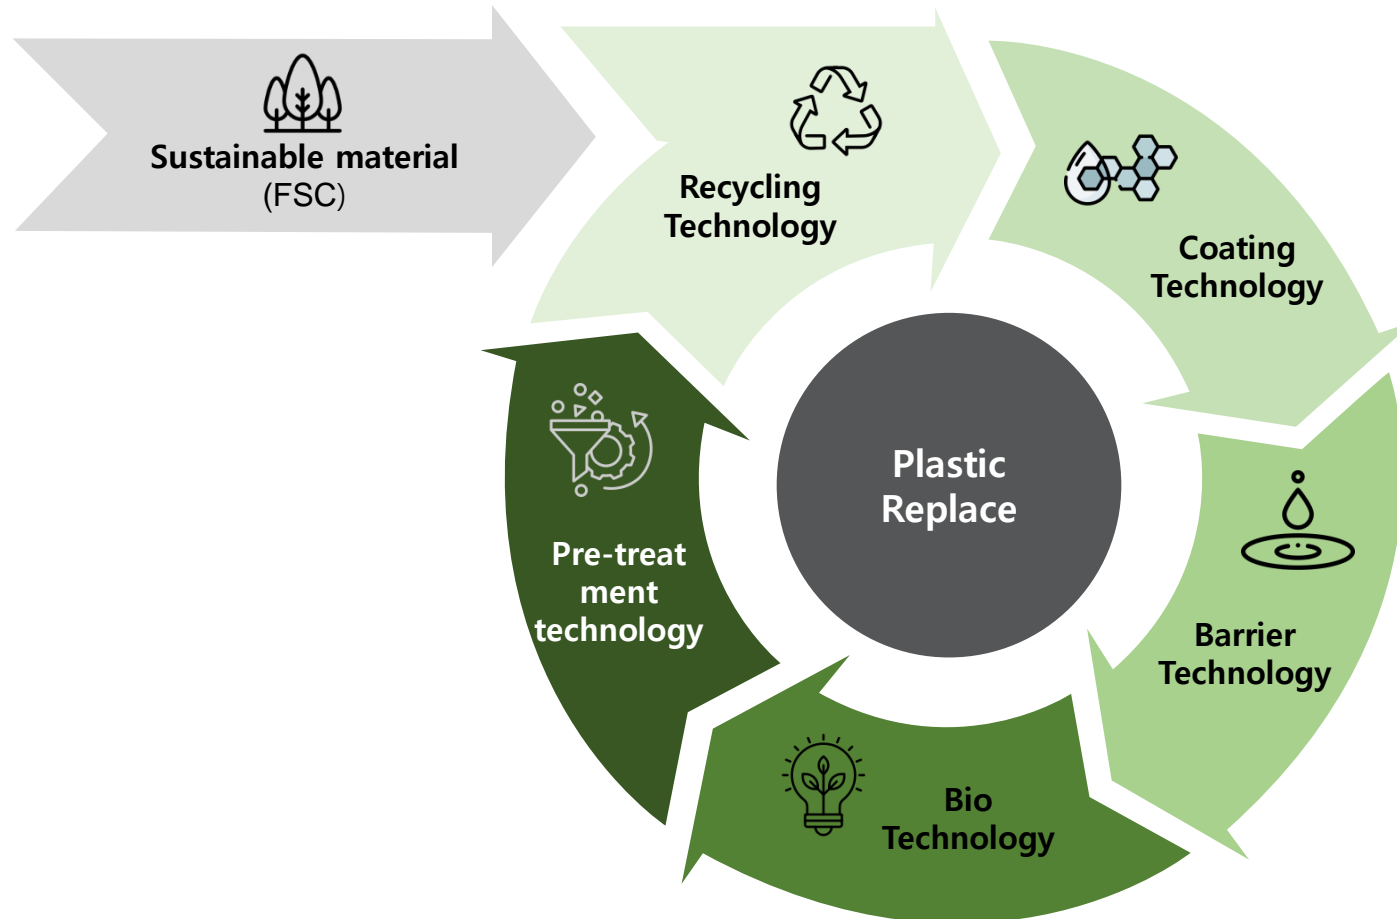 Sustainable material
(FSC)
Recycling
Technology
Coating
Technology
Plastic
Replace
Pre-treat
ment
technology
Barrier
Technology
Bio
Technology